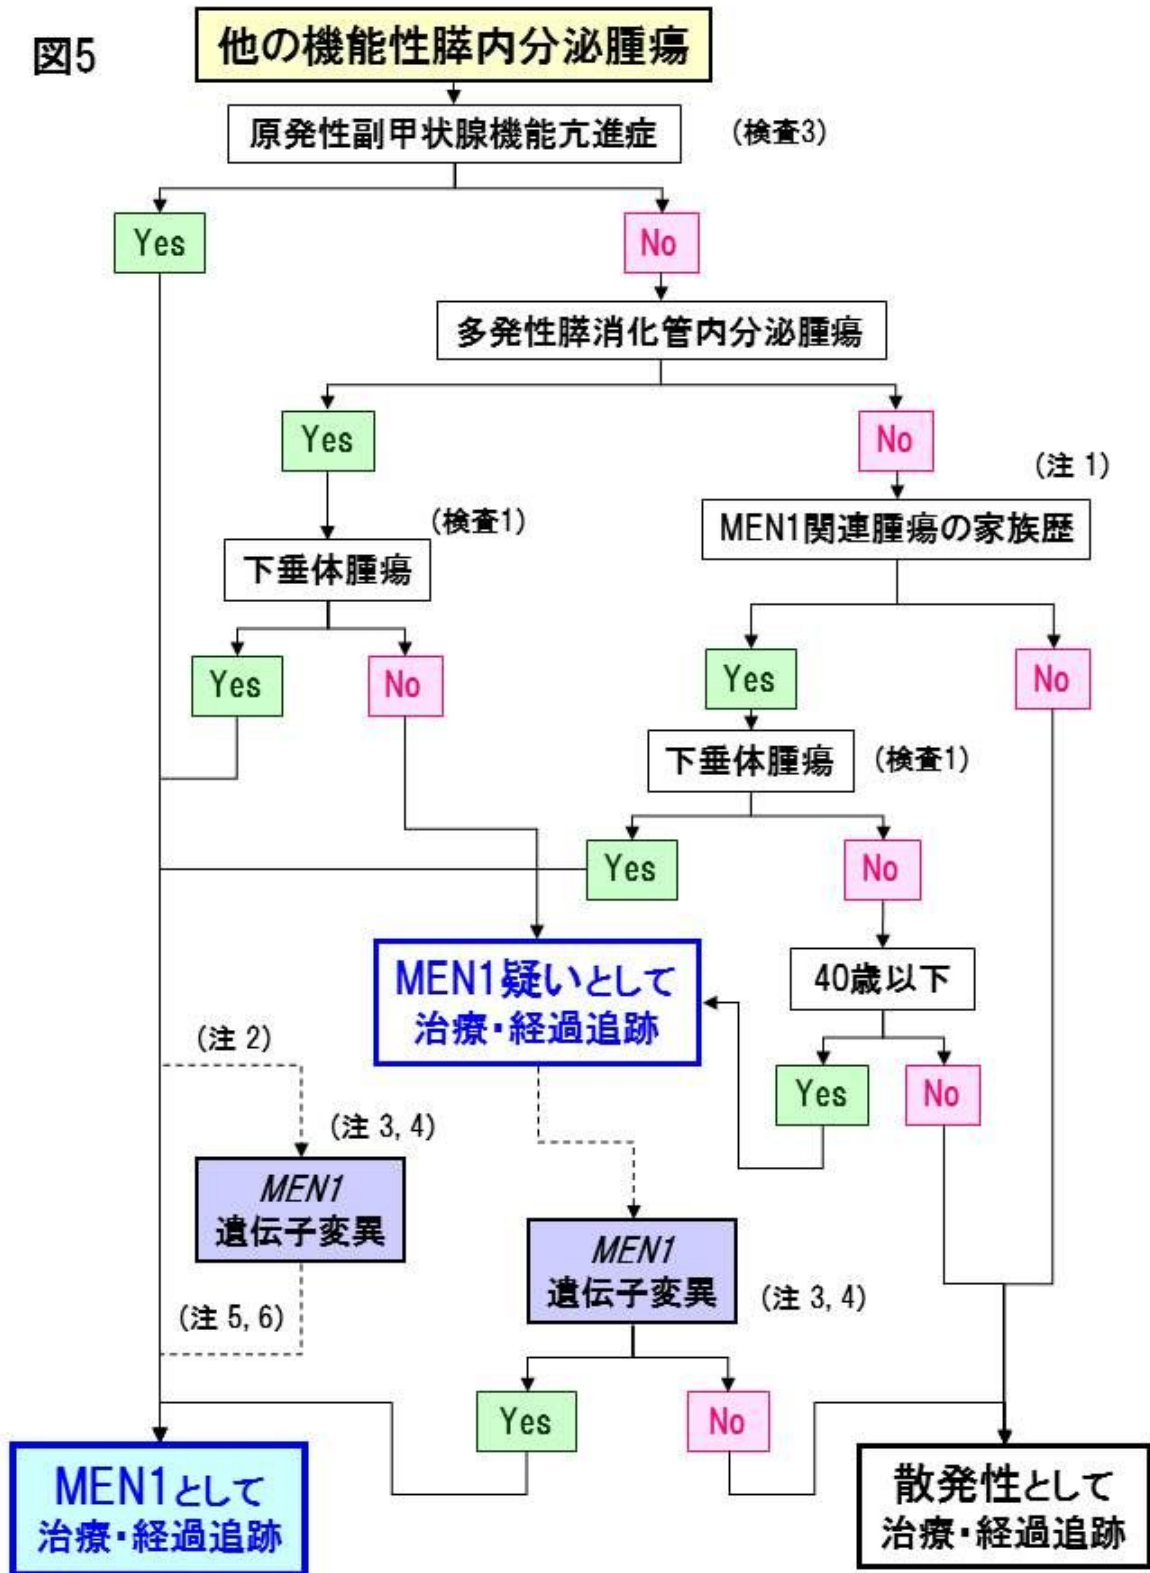 図5
他の機能性膵内分泌腫瘍
原発性副甲状腺機能亢進症
(検査3)
Yes
No
多発性膵消化管内分泌腫瘍
Yes
No
(注 1)
(検査1)
MEN1関連腫瘍の家族歴
下垂体腫瘍
Yes
No
Yes
No
下垂体腫瘍
(検査1)
Yes
No
MEN1疑いとして
治療・経過追跡
40歳以下
(注 2)
Yes
No
(注 3, 4)
MEN1
遺伝子変異
MEN1
遺伝子変異
(注 3, 4)
(注 5, 6)
Yes
No
MEN1として
治療・経過追跡
散発性として
治療・経過追跡